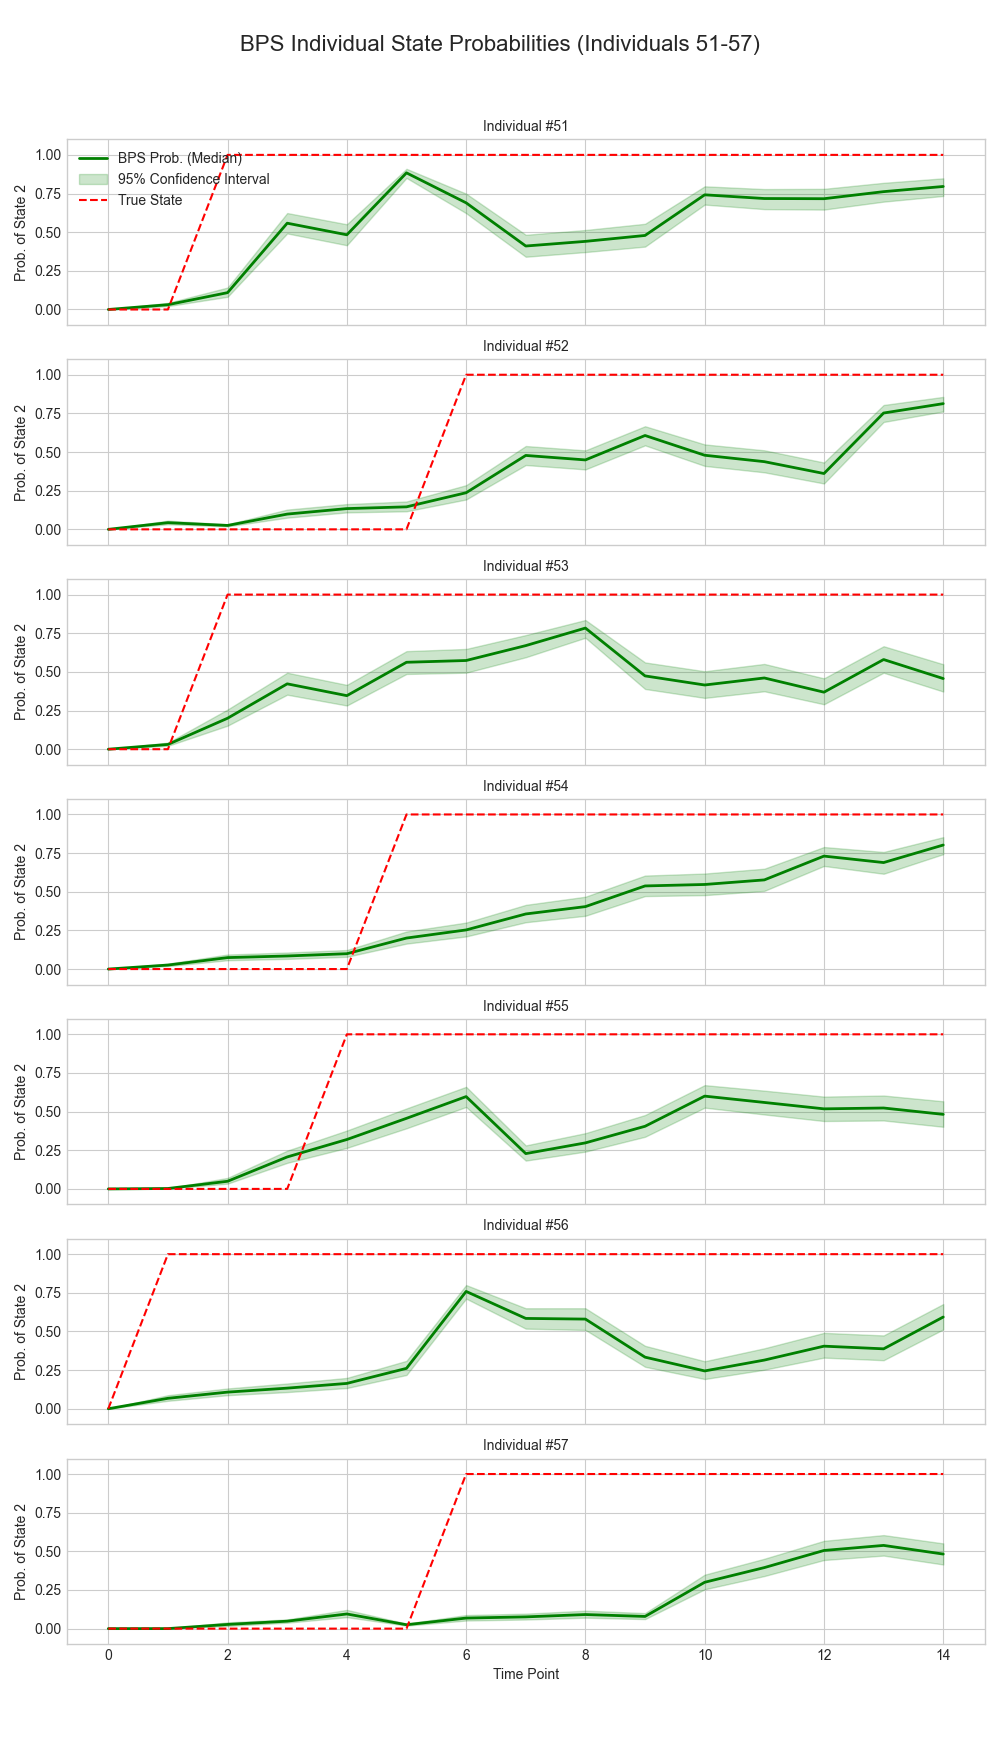 BPS Individual State Probabilities (Individuals 51-57)
Individual #51
BPS Prob. (Median)
95% Confidence Interval
True State
Prob. of State 2
1.00
0.75
0.50
0.25
0.00
Individual #52
Prob. of State 2
1.00
0.75
0.50
0.25
0.00
Individual #53
Prob. of State 2
1.00
0.75
0.50
0.25
0.00
Individual #54
Prob. of State 2
1.00
0.75
0.50
0.25
0.00
Individual #55
Prob. of State 2
1.00
0.75
0.50
0.25
0.00
Individual #56
Prob. of State 2
1.00
0.75
0.50
0.25
0.00
Individual #57
Prob. of State 2
1.00
0.75
0.50
0.25
0.00
0 2 4 6 8 10 12 14
Time Point